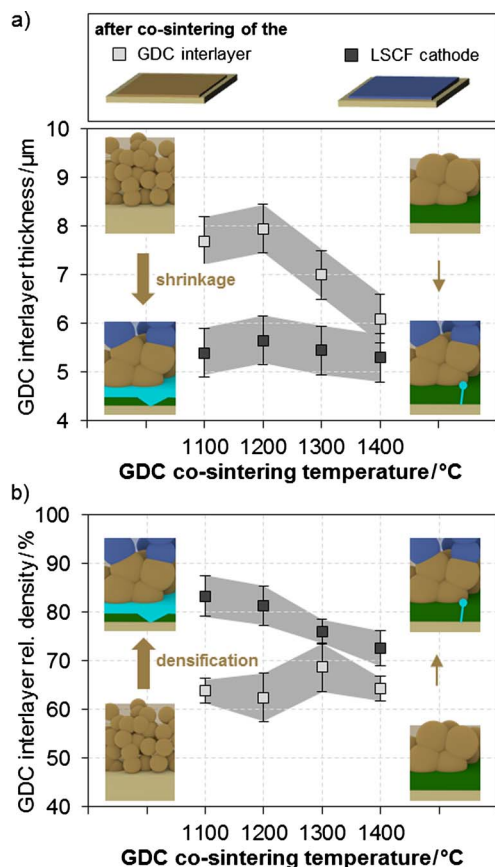 a)
after co-sintering of the
GDC interlayer
LSCF cathode
10
9
8
7
6
5
4
GDC interlayer thickness/µm
shrinkage
1100 1200 1300 1400
GDC co-sintering temperature/°C
b)
100
90
80
70
60
50
40
GDC interlayer rel. density/%
densification
1100 1200 1300 1400
GDC co-sintering temperature/°C